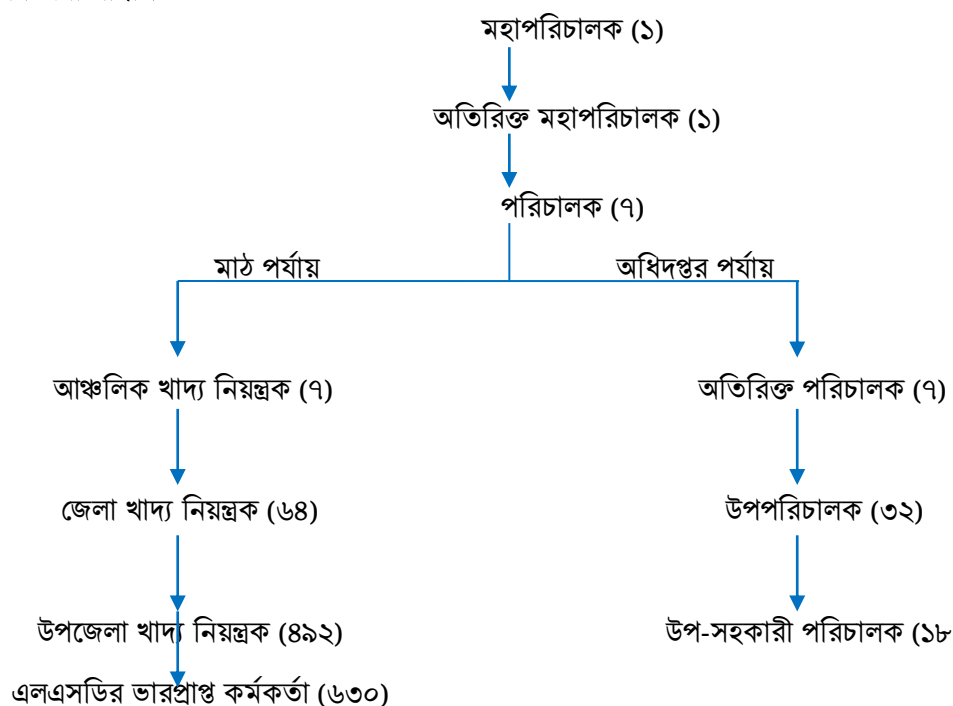 মহাপরিচালক (১)
অতিরিক্ত মহাপরিচালক (১)
পরিচালক (৭)
মাঠ পর্যায় অধিদপ্তর পর্যায়
আঞ্চলিক খাদ্য নিয়ন্ত্রক (৭) অতিরিক্ত পরিচালক (৭)
জেলা খাদ্য নিয়ন্ত্রক (৬৪) উপপরিচালক (৩২)
উপজেলা খাদ্য নিয়ন্ত্রক (৪৯২) উপ-সহকারী পরিচালক (১৮
এলএসডির ভারপ্রাপ্ত কর্মকর্তা (৬৩০)